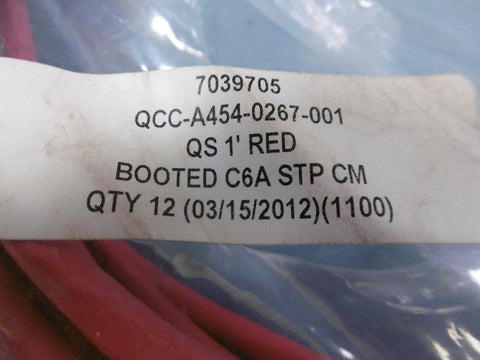 7039705
QCC-A454-0267-001
QS 1' RED
BOOTED C6A STP CM
QTY 12 (03/15/2012)(1100)